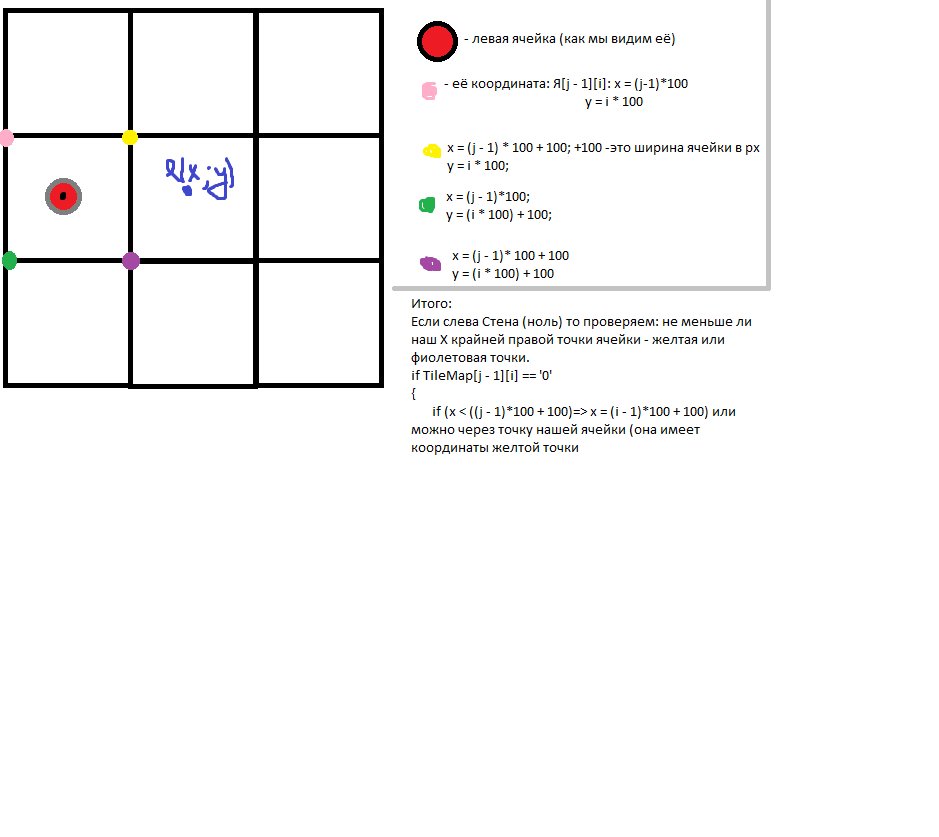 - левая ячейка (как мы видим её)
- её координата: Я[j - 1][i]: x = (j-1)*100
y = i * 100
x = (j - 1) * 100 + 100; +100 -это ширина ячейки в px
y = i * 100;
я(x;y)
x = (j - 1)*100;
y = (i * 100) + 100;
x = (j - 1)* 100 + 100
y = (i * 100) + 100
Итого:
Если слева Стена (ноль) то проверяем: не меньше ли
наш X крайней правой точки ячейки - желтая или
фиолетовая точки.
if TileMap[j - 1][i] == '0'
{
if (x < ((j - 1)*100 + 100)=> x = (i - 1)*100 + 100) или
можно через точку нашей ячейки (она имеет
координаты желтой точки